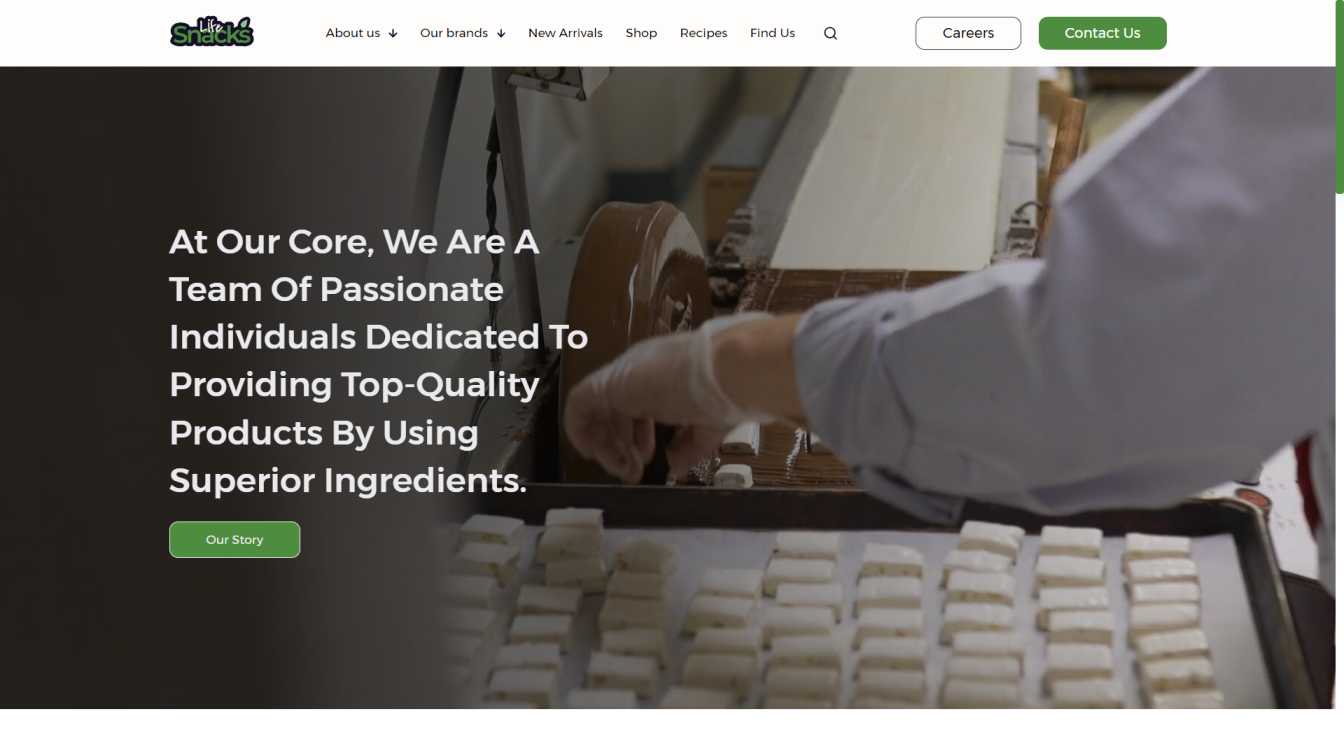 Life
Snacks
About us
Our brands
New Arrivals
Shop
Recipes
Find Us
Careers
Contact Us
At Our Core, We Are A
Team Of Passionate
Individuals Dedicated To
Providing Top-Quality
Products By Using
Superior Ingredients.
Our Story